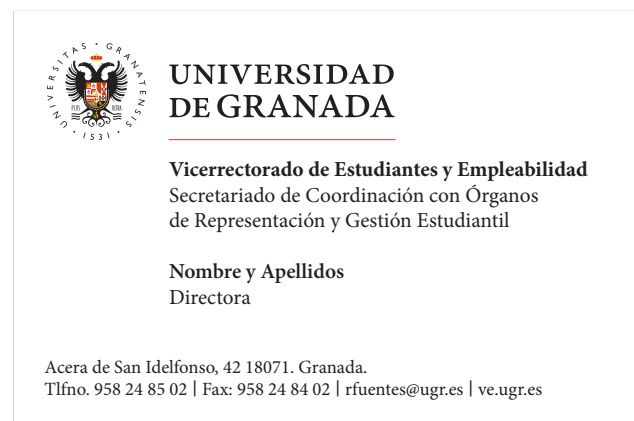 UNIVERSITAS · GRANATENSIS · 1531 ·
PLUS ULTRA
UNIVERSIDAD
DE GRANADA
Vicerrectorado de Estudiantes y Empleabilidad
Secretariado de Coordinación con Órganos
de Representación y Gestión Estudiantil
Nombre y Apellidos
Directora
Acera de San Idelfonso, 42 18071. Granada.
Tlfno. 958 24 85 02 | Fax: 958 24 84 02 | rfuentes@ugr.es | ve.ugr.es